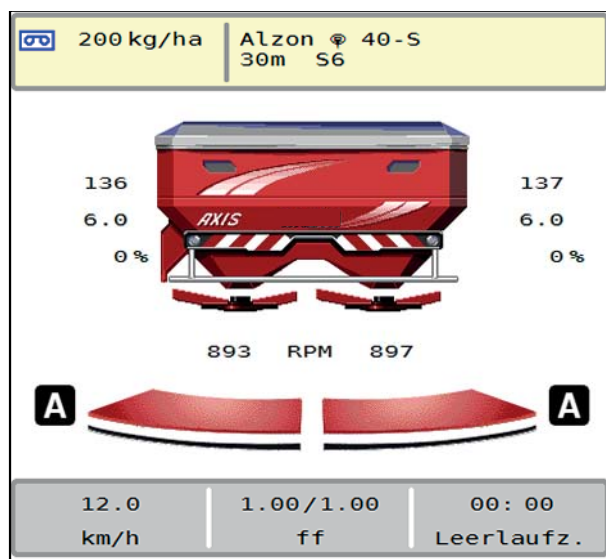 200 kg/ha
Alzon 40-S
30m S6
136
137
6.0
AXIS
6.0
0 %
0 %
893 RPM 897
A
A
12.0
1.00/1.00
00:00
km/h
ff
Leerlaufz.